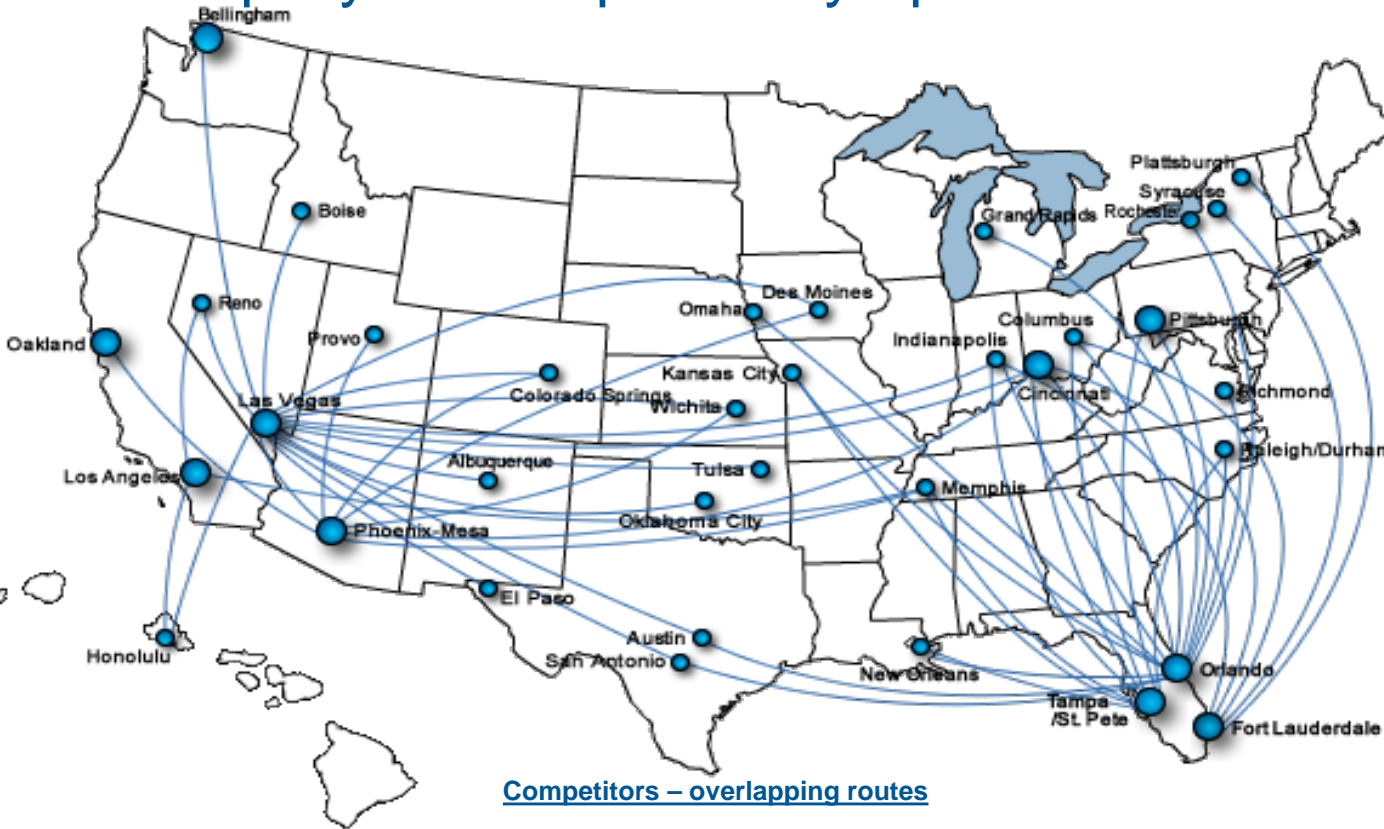 Bellingham
Plattsburgh
Syracuse
Boise
Grand Rapids
Rochester
Reno
Des Moines
Omaha
Columbus
Pittsburgh
Provo
Oakland
Indianapolis
Kansas City
Colorado Springs
Cincinnati
Richmond
Las Vegas
Wichita
Albuquerque
Raleigh/Durham
Los Angeles
Tulsa
Memphis
Oklahoma City
Phoenix-Mesa
El Paso
Austin
Honolulu
San Antonio
New Orleans
Orlando
Tampa
/St. Pete
Fort Lauderdale
Competitors – overlapping routes